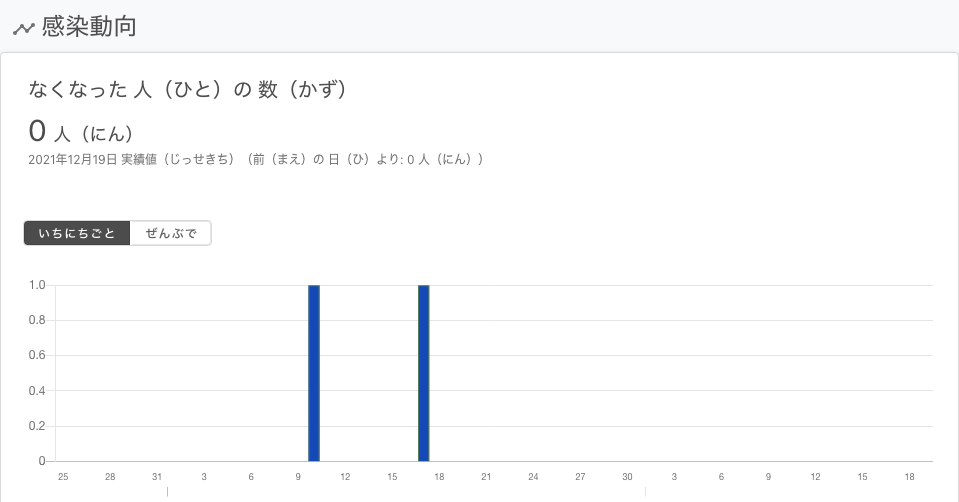 感染動向
なくなった 人（ひと）の 数（かず）
0 人（にん）
2021年12月19日 実績値（じっせきち）（前（まえ）の 日（ひ）より: 0 人（にん））
いちにちごと ぜんぶで
1.0
0.8
0.6
0.4
0.2
0
25 28 31 3 6 9 12 15 18 21 24 27 30 3 6 9 12 15 18